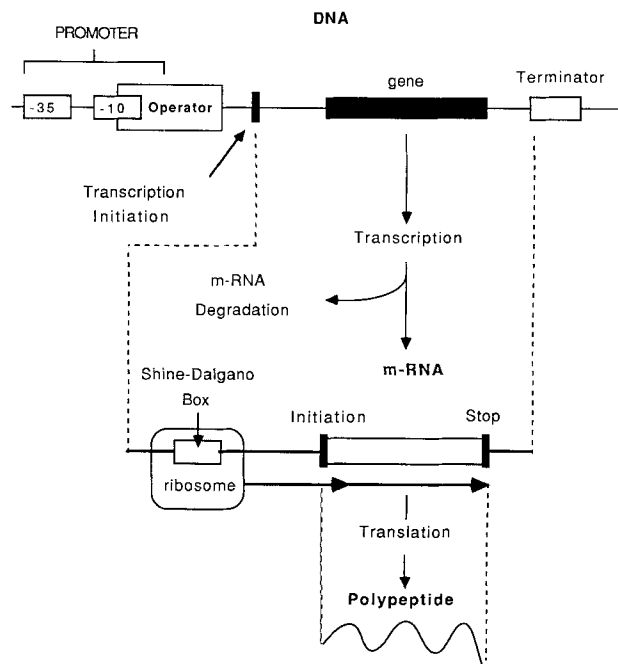 DNA
PROMOTER
-35
-10
Operator
gene
Terminator
Transcription
Initiation
Transcription
m-RNA
Degradation
m-RNA
Shine-Dalgano
Box
Initiation
Stop
ribosome
Translation
Polypeptide